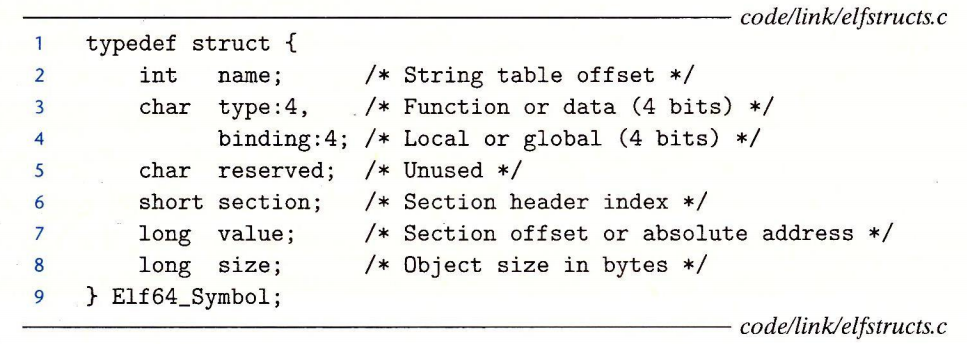 code/link/elfstructs.c
1 typedef struct {
2 int name; /* String table offset */
3 char type:4, /* Function or data (4 bits) */
4 binding:4; /* Local or global (4 bits) */
5 char reserved; /* Unused */
6 short section; /* Section header index */
7 long value; /* Section offset or absolute address */
8 long size; /* Object size in bytes */
9 } Elf64_Symbol;
code/link/elfstructs.c